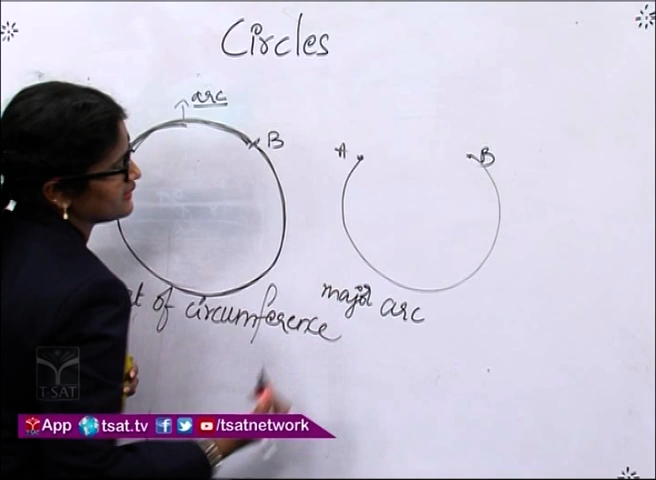 Circles
arc
B
A
B
of circumference
major arc
T-SAT
App tsat.tv /tsatnetwork